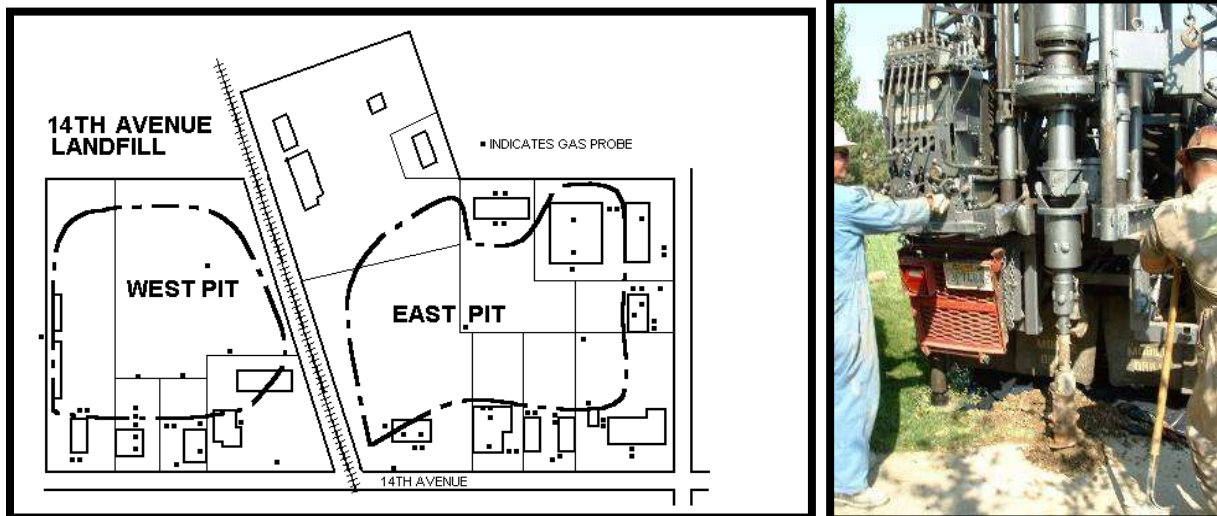 14TH AVENUE
LANDFILL
INDICATES GAS PROBE
WEST PIT
EAST PIT
14TH AVENUE